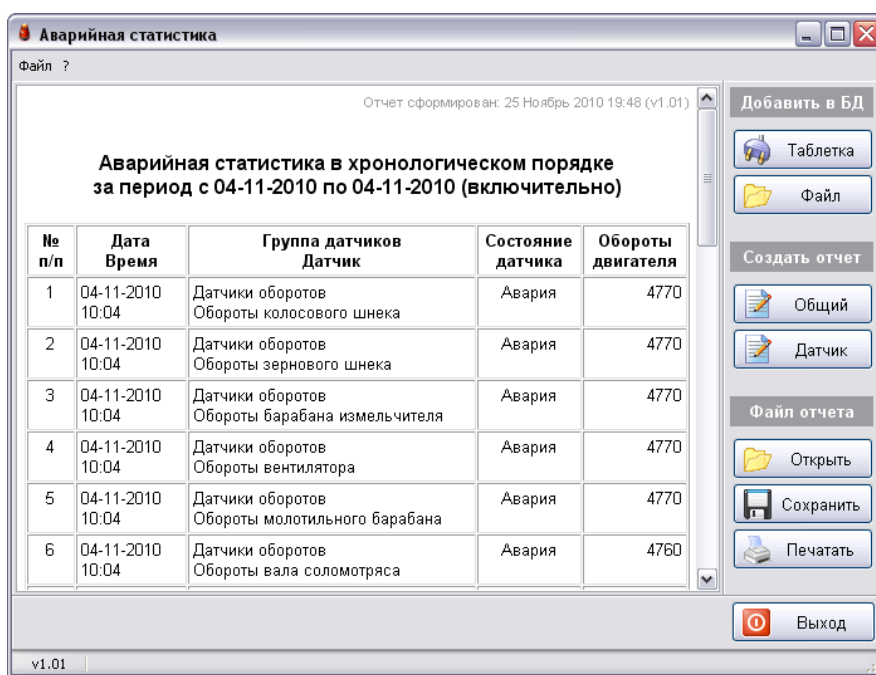 Аварийная статистика
Файл ?
Отчет сформирован: 25 Ноябрь 2010 19:48 (v1.01)
Аварийная статистика в хронологическом порядке
за период с 04-11-2010 по 04-11-2010 (включительно)
№ Дата Группа датчиков Состояние Обороты
п/п Время Датчик датчика двигателя
1 04-11-2010 Датчики оборотов Авария 4770
10:04 Обороты колосового шнека
2 04-11-2010 Датчики оборотов Авария 4770
10:04 Обороты зернового шнека
3 04-11-2010 Датчики оборотов Авария 4770
10:04 Обороты барабана измельчителя
4 04-11-2010 Датчики оборотов Авария 4770
10:04 Обороты вентилятора
5 04-11-2010 Датчики оборотов Авария 4770
10:04 Обороты молотильного барабана
6 04-11-2010 Датчики оборотов Авария 4760
10:04 Обороты вала соломотряса
Добавить в БД
Таблетка
Файл
Создать отчет
Общий
Датчик
Файл отчета
Открыть
Сохранить
Печатать
Выход
v1.01